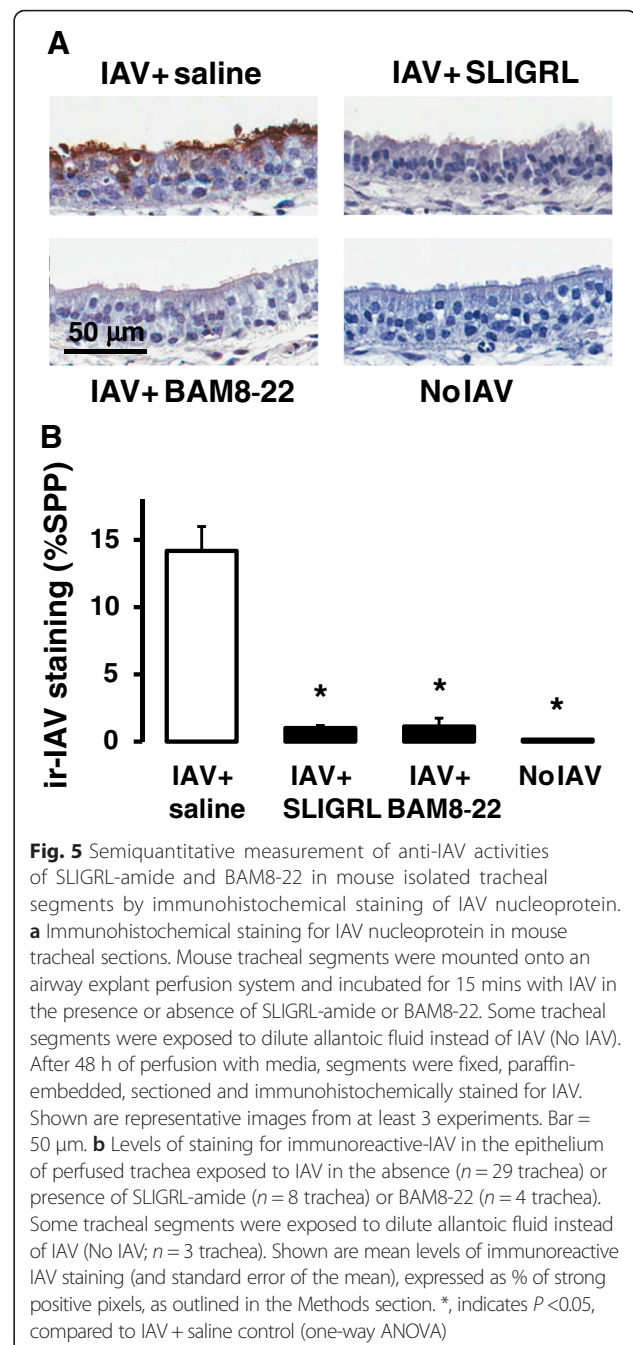 A
IAV+ saline
IAV+ SLIGRL
50 µm
IAV+ BAM8-22
No IAV
B
ir-IAV staining (%SPP)
15
10
5
0
*
*
*
IAV+ saline
IAV+ SLIGRL
IAV+ BAM8-22
No IAV
Fig. 5 Semiquantitative measurement of anti-IAV activities
of SLIGRL-amide and BAM8-22 in mouse isolated tracheal
segments by immunohistochemical staining of IAV nucleoprotein.
a Immunohistochemical staining for IAV nucleoprotein in mouse
tracheal sections. Mouse tracheal segments were mounted onto an
airway explant perfusion system and incubated for 15 mins with IAV in
the presence or absence of SLIGRL-amide or BAM8-22. Some tracheal
segments were exposed to dilute allantoic fluid instead of IAV (No IAV).
After 48 h of perfusion with media, segments were fixed, paraffin-
embedded, sectioned and immunohistochemically stained for IAV.
Shown are representative images from at least 3 experiments. Bar =
50 µm. b Levels of staining for immunoreactive-IAV in the epithelium
of perfused trachea exposed to IAV in the absence (n = 29 trachea) or
presence of SLIGRL-amide (n = 8 trachea) or BAM8-22 (n = 4 trachea).
Some tracheal segments were exposed to dilute allantoic fluid instead
of IAV (No IAV; n = 3 trachea). Shown are mean levels of immunoreactive
IAV staining (and standard error of the mean), expressed as % of strong
positive pixels, as outlined in the Methods section. *, indicates P <0.05,
compared to IAV + saline control (one-way ANOVA)